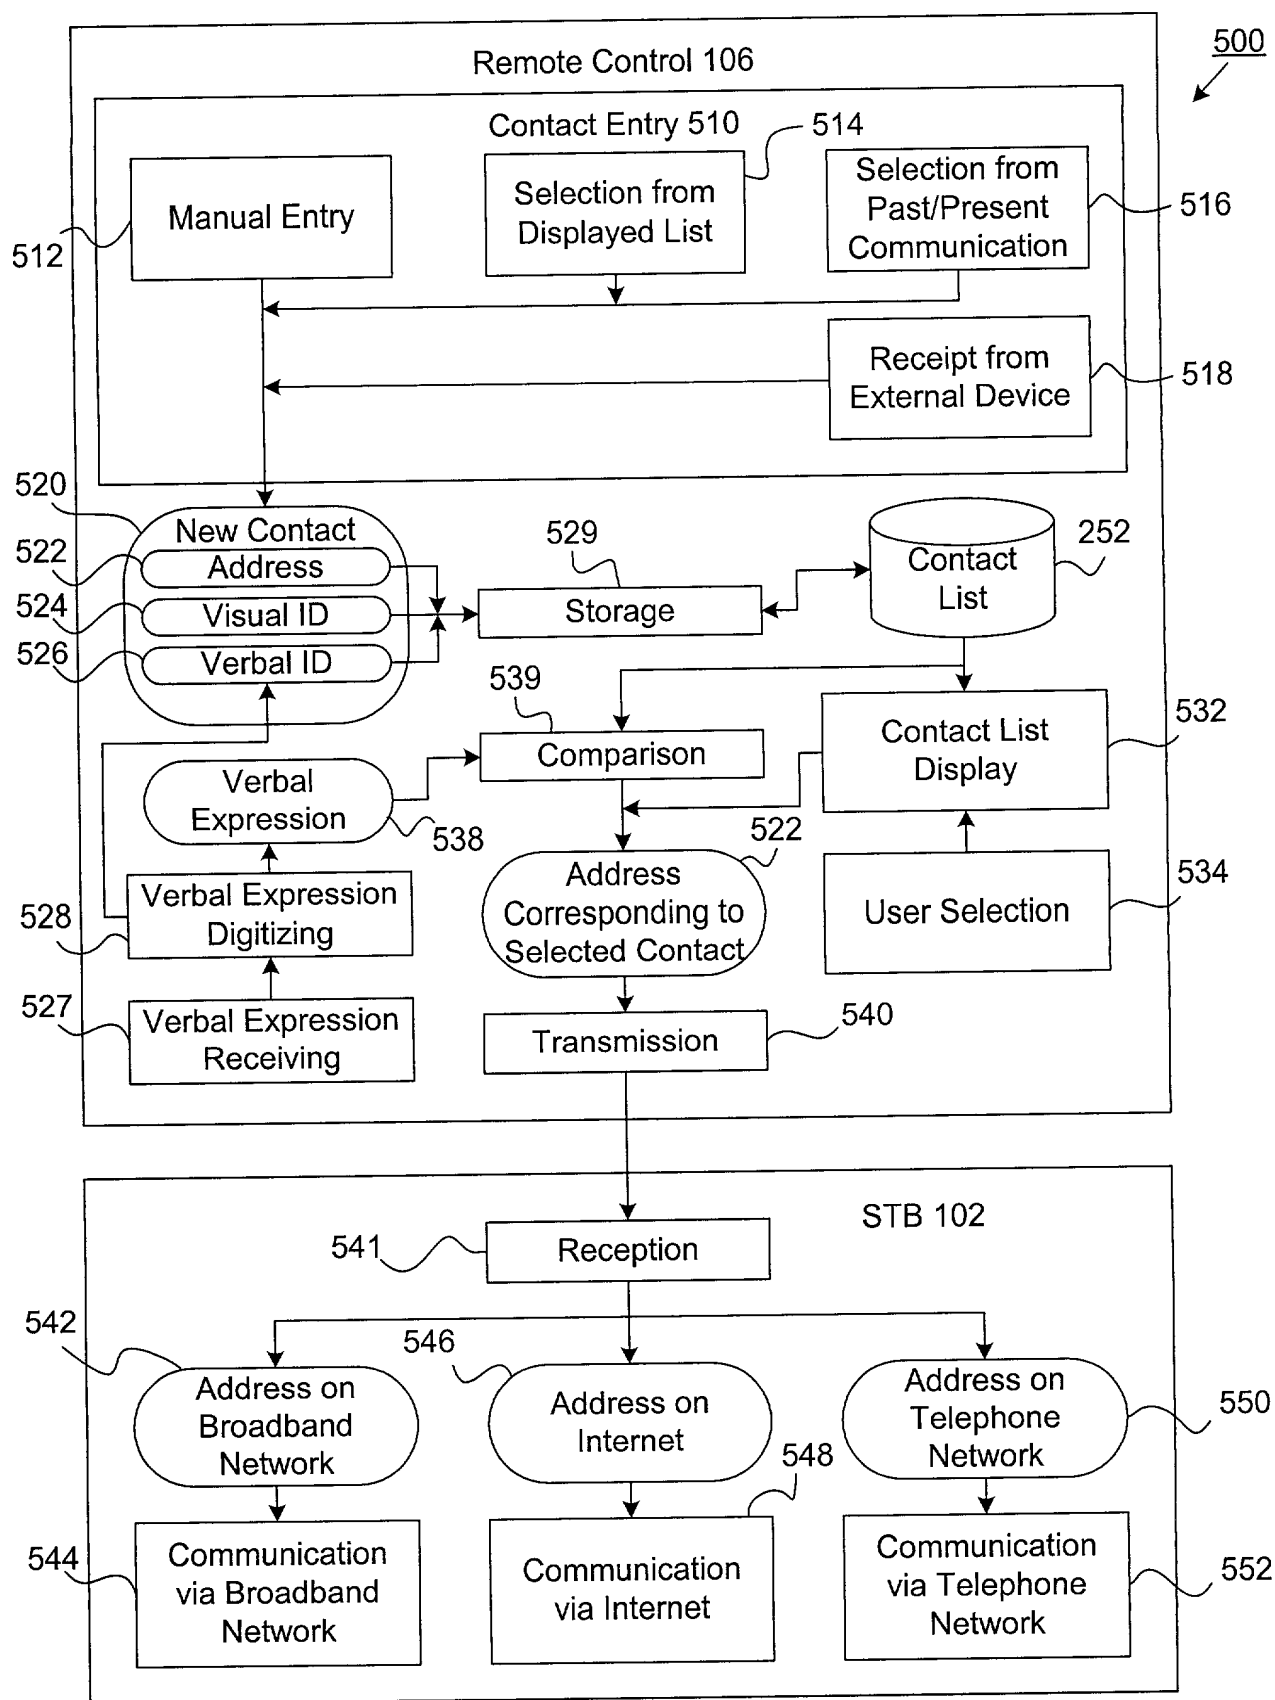 500
Remote Control 106
Contact Entry 510
514
Manual Entry
512
Selection from
Displayed List
Selection from
Past/Present
Communication
516
Receipt from
External Device
518
520
New Contact
522
Address
524
Visual ID
526
Verbal ID
529
Storage
Contact
List
252
539
Comparison
Contact List
Display
532
Verbal
Expression
538
522
Address
Corresponding to
Selected Contact
User Selection
534
Verbal Expression
Digitizing
528
527
Verbal Expression
Receiving
Transmission
540
STB 102
541
Reception
542
Address on
Broadband
Network
546
Address on
Internet
Address on
Telephone
Network
550
544
Communication
via Broadband
Network
548
Communication
via Internet
Communication
via Telephone
Network
552